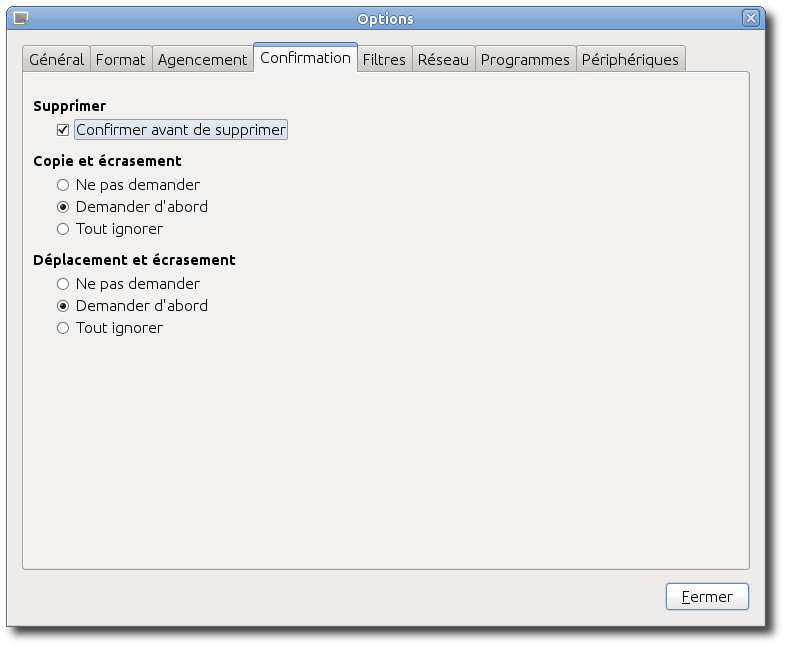 Options
Général Format Agencement Confirmation Filtres Réseau Programmes Périphériques
Supprimer
Confirmer avant de supprimer
Copie et écrasement
Ne pas demander
Demander d'abord
Tout ignorer
Déplacement et écrasement
Ne pas demander
Demander d'abord
Tout ignorer
Fermer